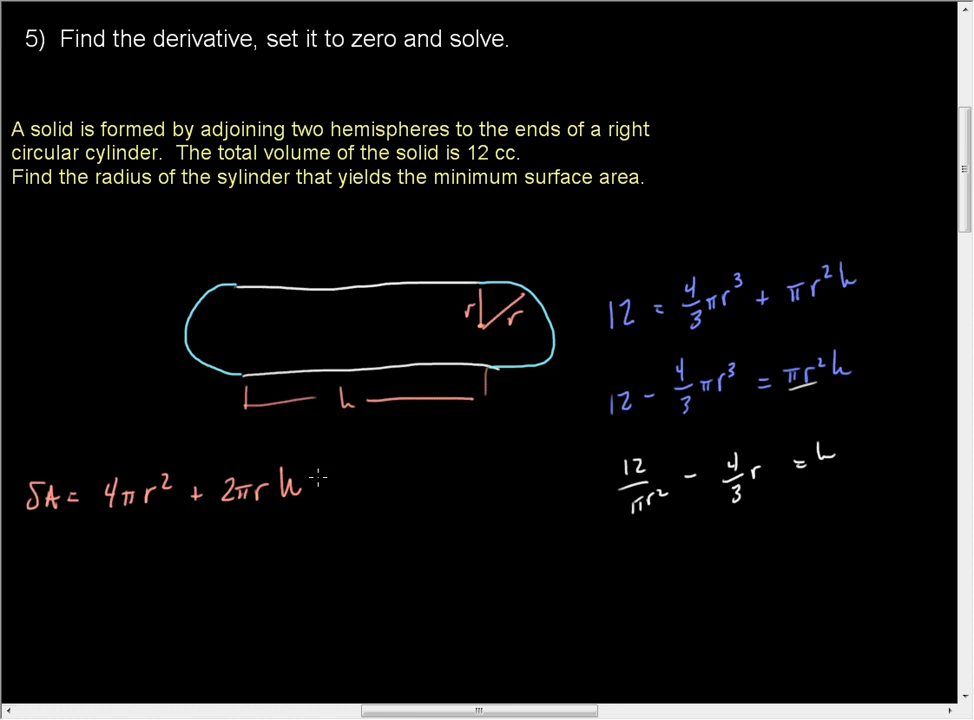 5) Find the derivative, set it to zero and solve.
A solid is formed by adjoining two hemispheres to the ends of a right
circular cylinder. The total volume of the solid is 12 cc.
Find the radius of the sylinder that yields the minimum surface area.
r r
h
12 = 4/3 πr³ + πr²h
12 - 4/3 πr³ = πr²h
12/πr² - 4/3 r = h
SA = 4πr² + 2πrh